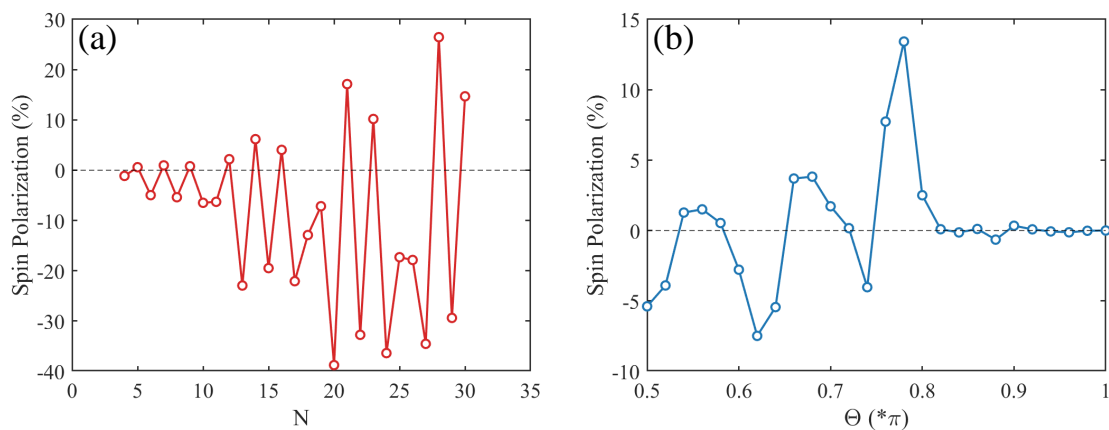 (a)
Spin Polarization (%)
30
20
10
0
-10
-20
-30
-40
0 5 10 15 20 25 30 35
N
(b)
Spin Polarization (%)
15
10
5
0
-5
-10
0.5 0.6 0.7 0.8 0.9 1
Θ (*π)